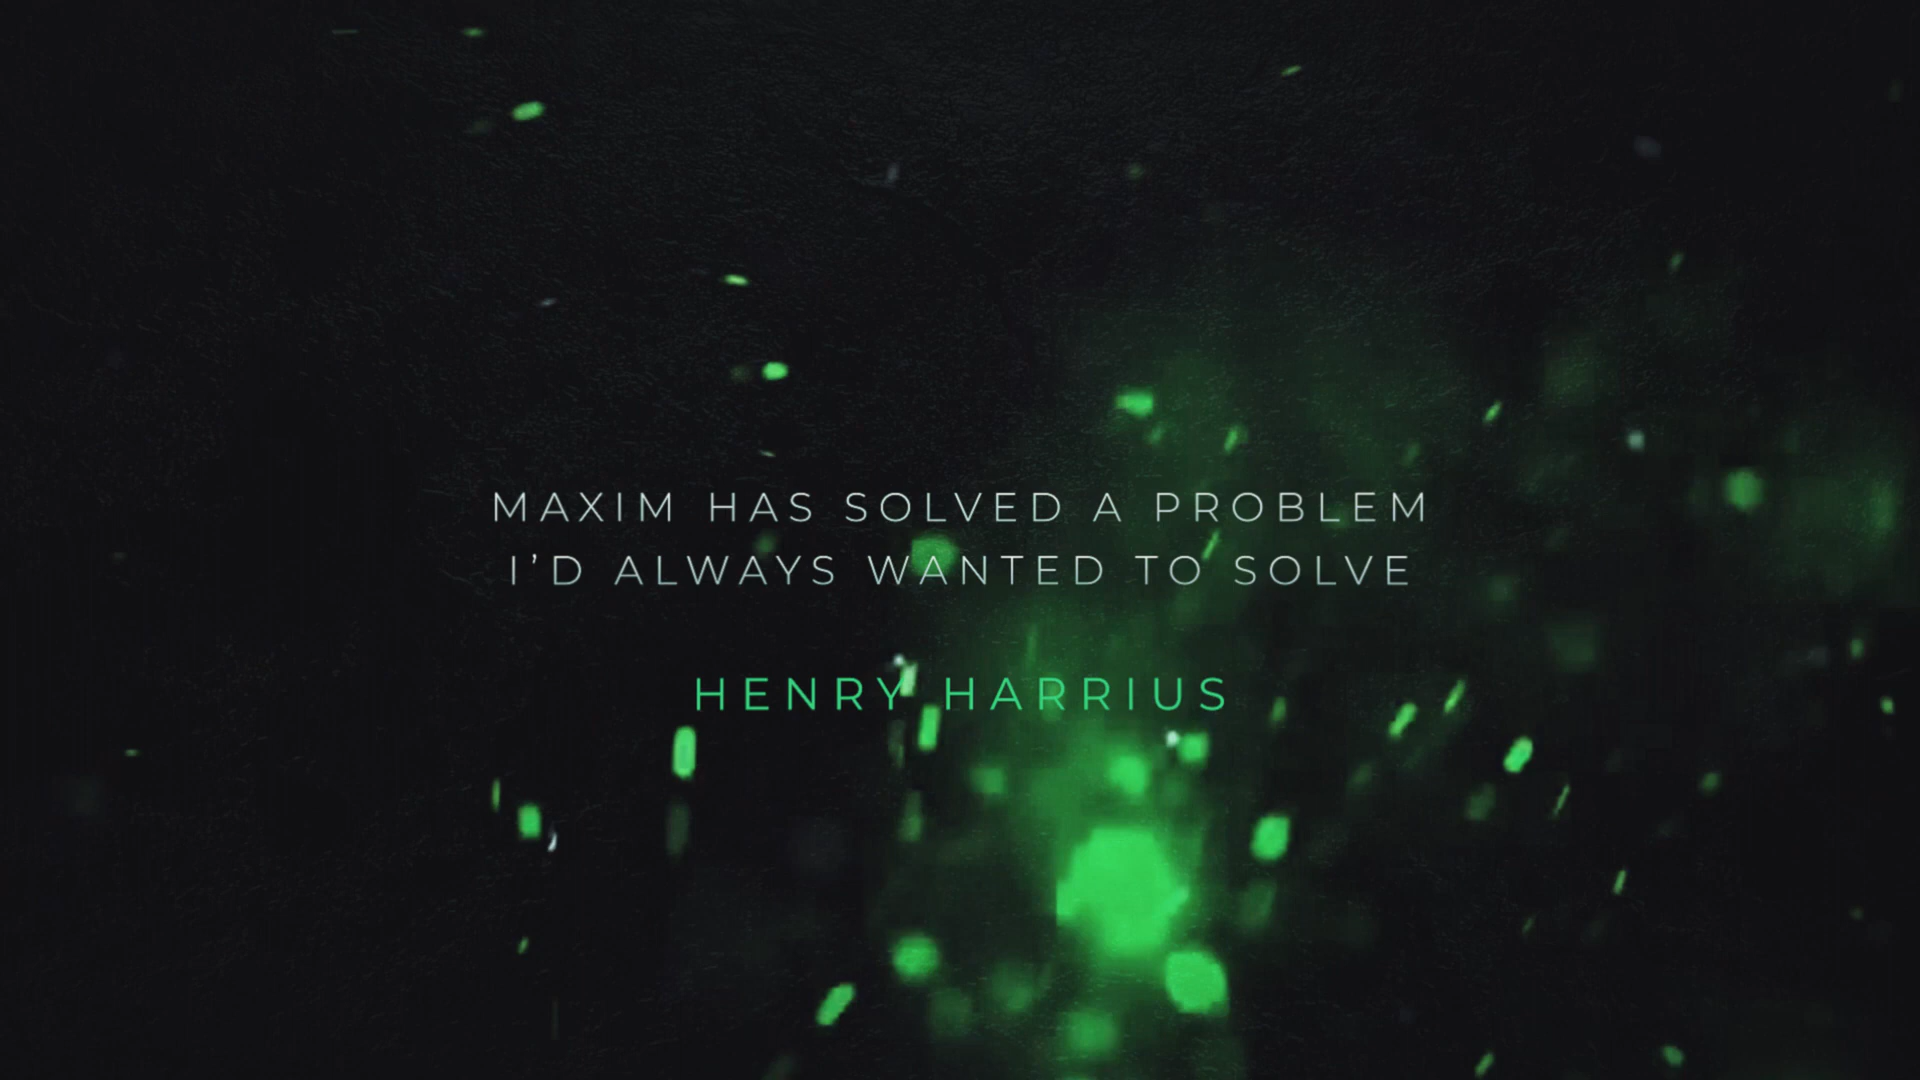 MAXIM HAS SOLVED A PROBLEM
I’D ALWAYS WANTED TO SOLVE
HENRY HARRIUS